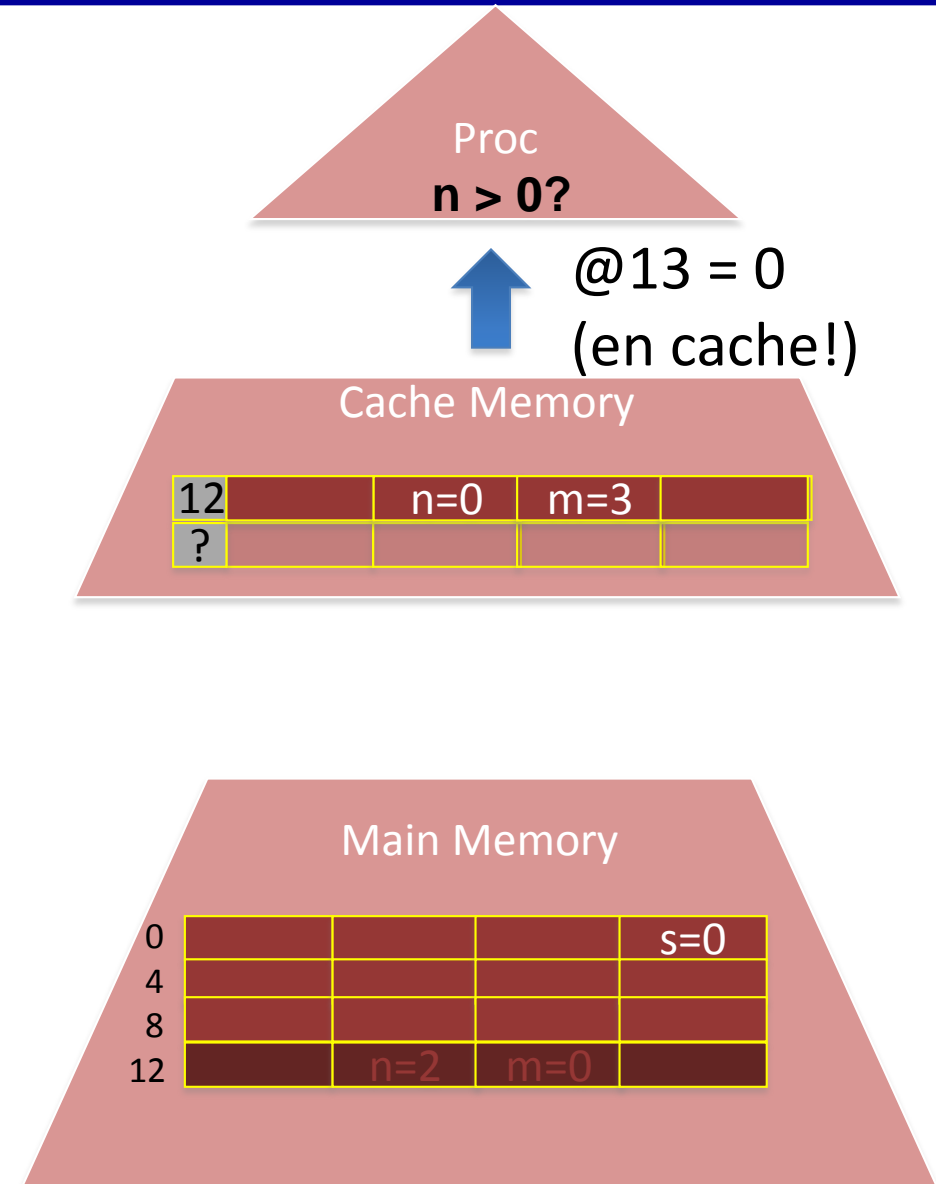 Proc
n > 0?
@13 = 0
(en cache!)
Cache Memory
12 n=0 m=3
?
Main Memory
0 s=0
4
8
12 n=2 m=0